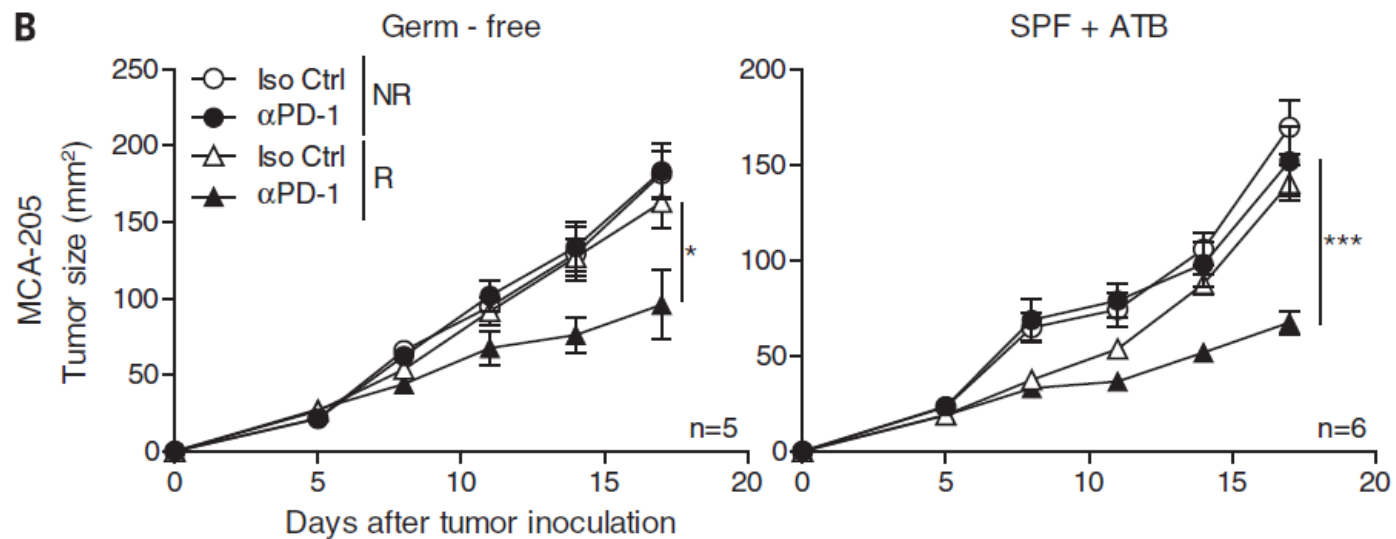 B
Germ - free
SPF + ATB
MCA-205
Tumor size (mm²)
250
200
150
100
50
0
Iso Ctrl
αPD-1
NR
Iso Ctrl
αPD-1
R
*
n=5
0 5 10 15 20
Days after tumor inoculation
200
150
100
50
0
***
n=6
0 5 10 15 20